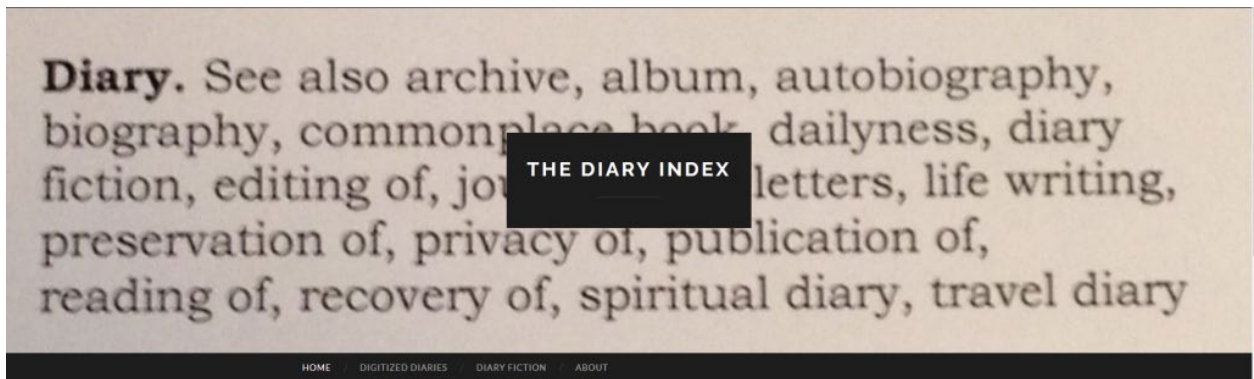 Diary. See also archive, album, autobiography,
biography, commonplace book, dailyness, diary
fiction, editing of, letters, life writing,
THE DIARY INDEX
preservation of, privacy of, publication of,
reading of, recovery of, spiritual diary, travel diary
HOME / DIGITIZED DIARIES / DIARY FICTION / ABOUT